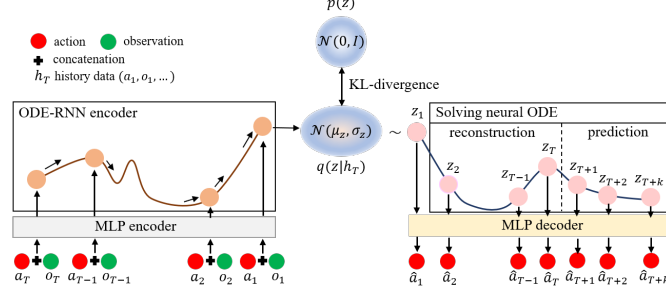 p(z)
action observation
concatenation
h_T history data (a_1, o_1, ...)
𝒩(0, I)
KL-divergence
ODE-RNN encoder
𝒩(μ_z, σ_z)
~
q(z|h_T)
z_1
Solving neural ODE
reconstruction prediction
z_2 z_{T−1} z_T z_{T+1} z_{T+2} z_{T+k}
MLP encoder
MLP decoder
a_T o_T a_{T−1} o_{T−1} a_2 o_2 a_1 o_1
â_1 â_2 â_{T−1} â_T â_{T+1} â_{T+2}